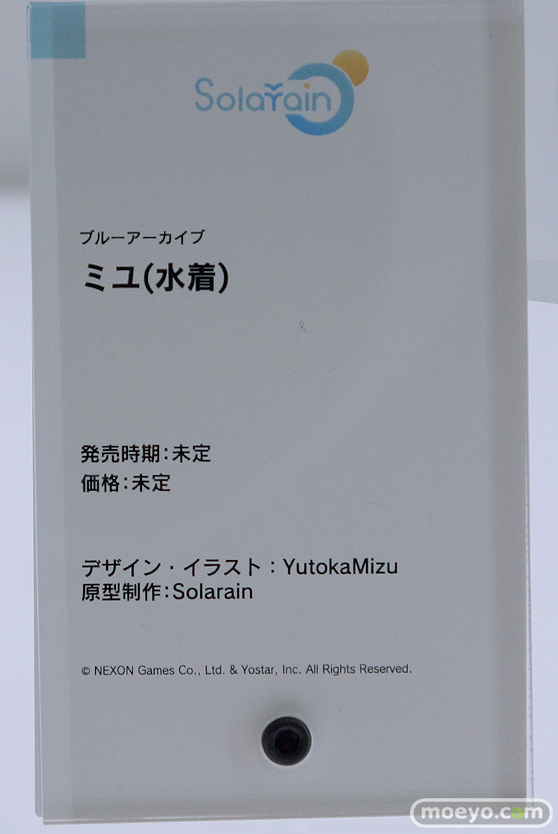 Solarain
ブルーアーカイブ
ミユ(水着)
発売時期:未定
価格:未定
デザイン・イラスト:YutokaMizu
原型制作:Solarain
© NEXON Games Co., Ltd. & Yostar, Inc. All Rights Reserved.
moeyo.com